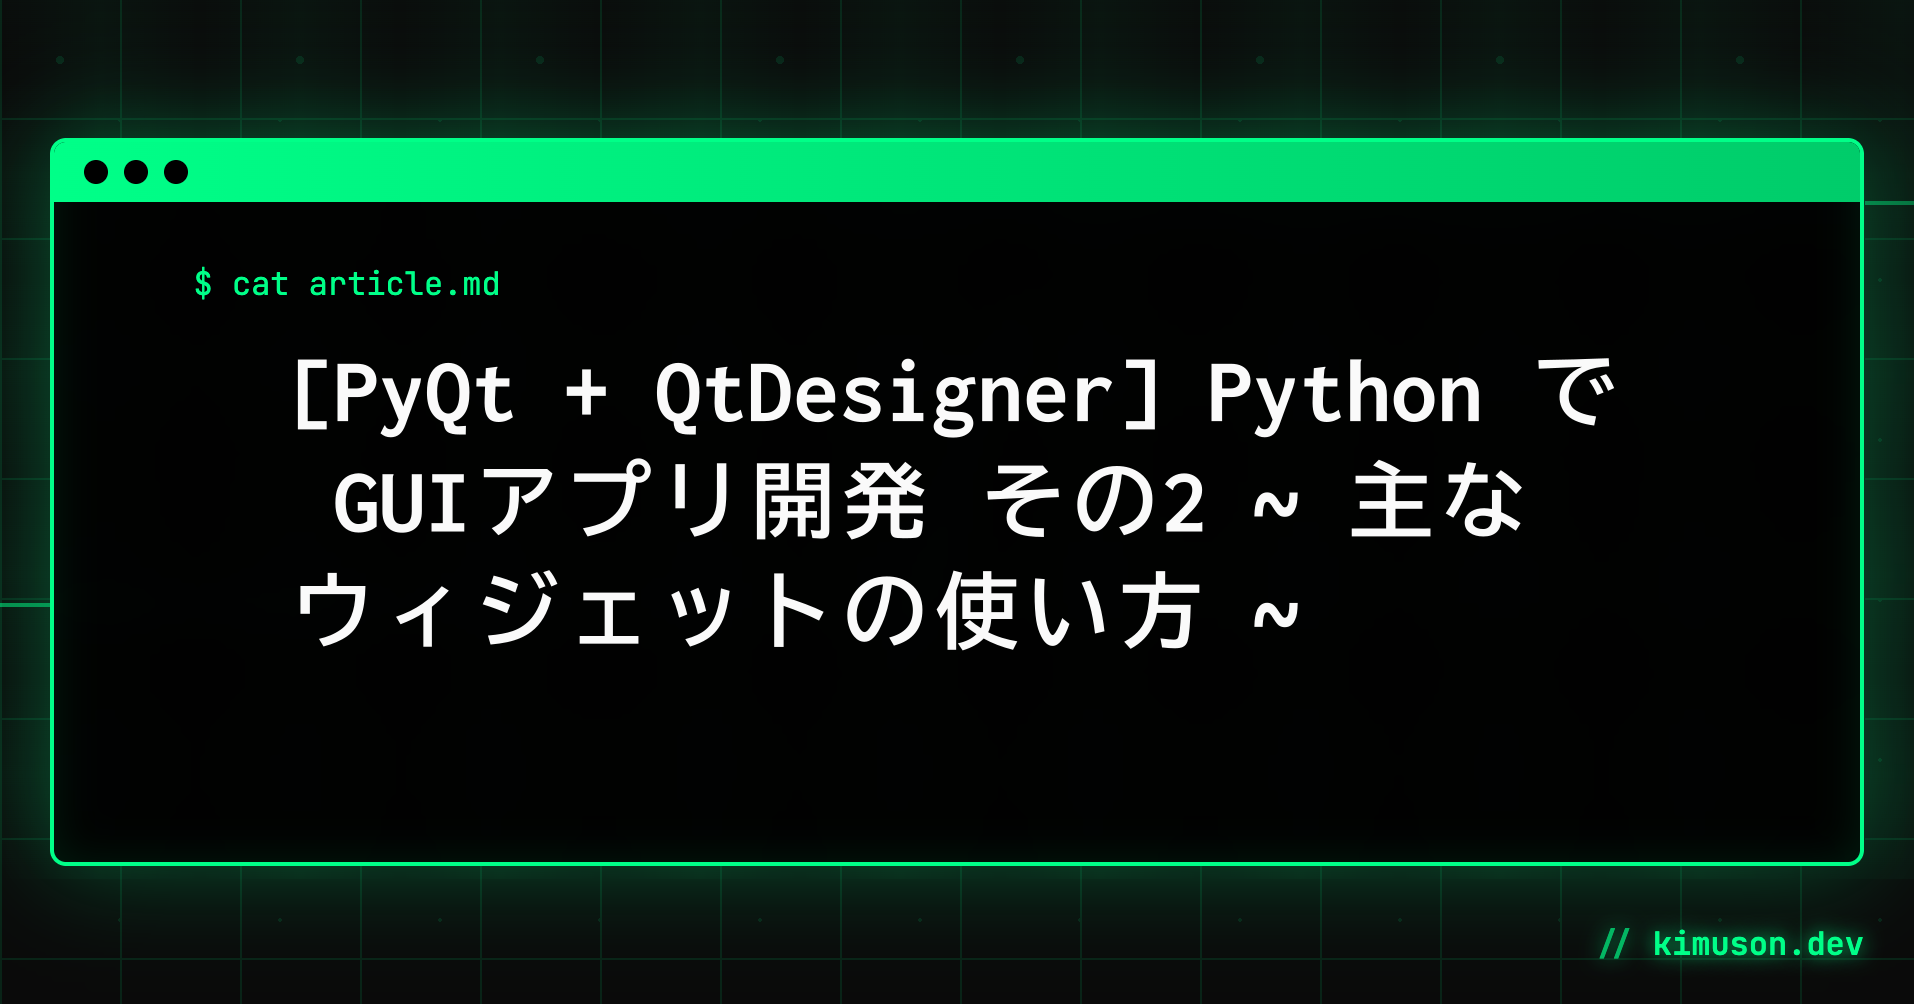 $ cat article.md
[PyQt + QtDesigner] Python で
GUIアプリ開発 その2 ~ 主な
ウィジェットの使い方 ~
// kimuson.dev